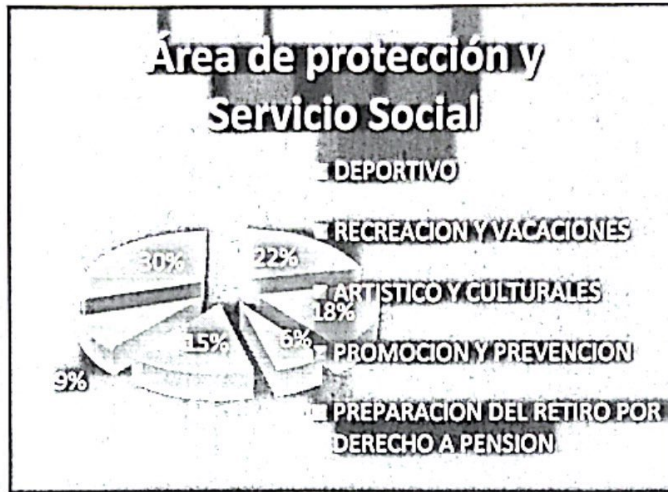 Área de protección y
Servicio Social
DEPORTIVO
RECREACION Y VACACIONES
ARTISTICO Y CULTURALES
PROMOCION Y PREVENCION
PREPARACION DEL RETIRO POR
DERECHO A PENSION
30%
22%
18%
6%
15%
9%